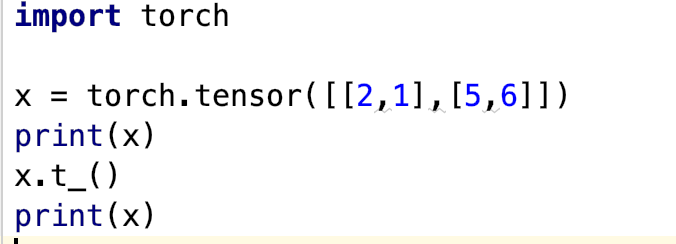 import torch
x = torch.tensor([[2,1],[5,6]])
print(x)
x.t_()
print(x)